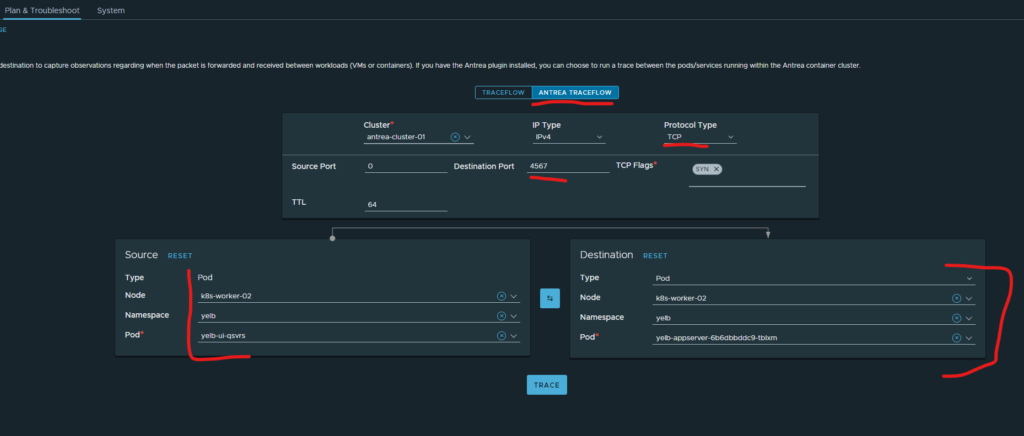 Plan & Troubleshoot System
SE
destination to capture observations regarding when the packet is forwarded and received between workloads (VMs or containers). If you have the Antrea plugin installed, you can choose to run a trace between the pods/services running within the Antrea container cluster.
TRACEFLOW ANTREA TRACEFLOW
Cluster* IP Type Protocol Type
antrea-cluster-01 IPv4 TCP
Source Port 0 Destination Port 4567 TCP Flags* SYN
TTL 64
Source RESET
Type Pod
Node k8s-worker-02
Namespace yelb
Pod* yelb-ui-qsvrs
Destination RESET
Type Pod
Node k8s-worker-02
Namespace yelb
Pod* yelb-appserver-6b6dbbddc9-tblxm
TRACE